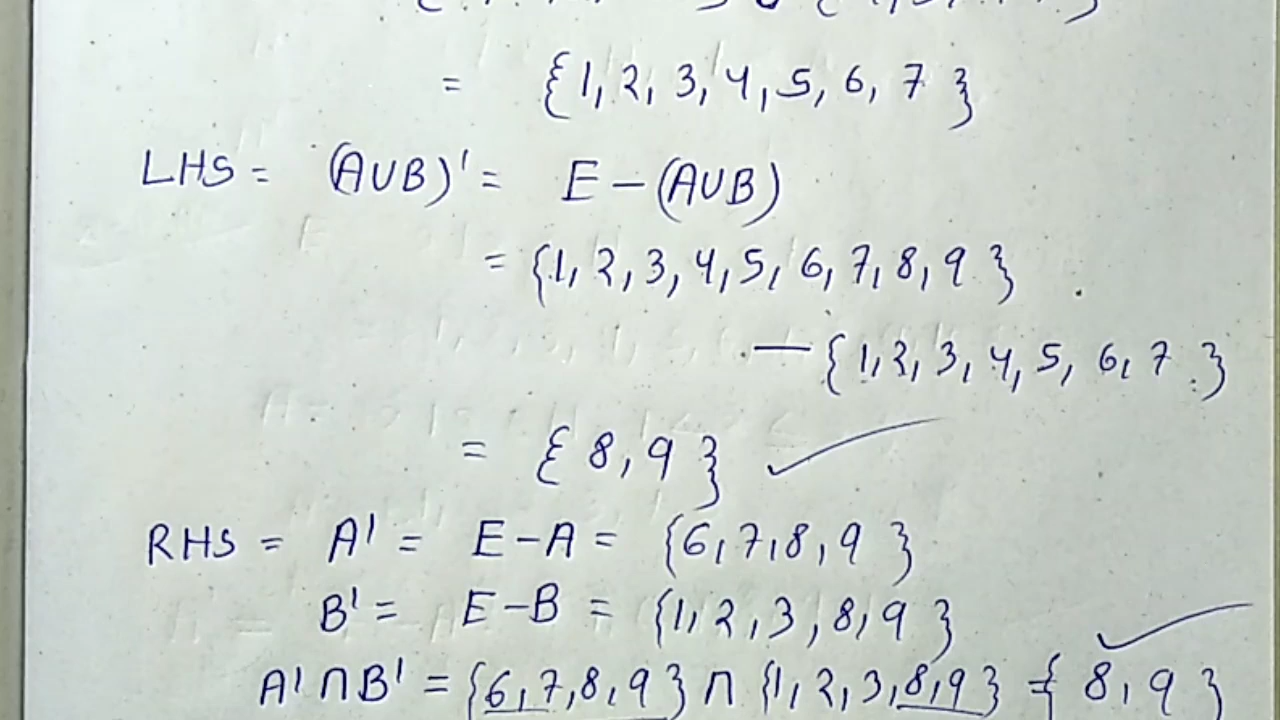 = {1, 2, 3, 4, 5, 6, 7}
LHS = (A∪B)' = E – (A∪B)
= {1, 2, 3, 4, 5, 6, 7, 8, 9}
– {1, 2, 3, 4, 5, 6, 7}
= {8, 9}
RHS = A' = E – A = {6, 7, 8, 9}
B' = E – B = {1, 2, 3, 8, 9}
A' ∩ B' = {6, 7, 8, 9} ∩ {1, 2, 3, 8, 9} = {8, 9}